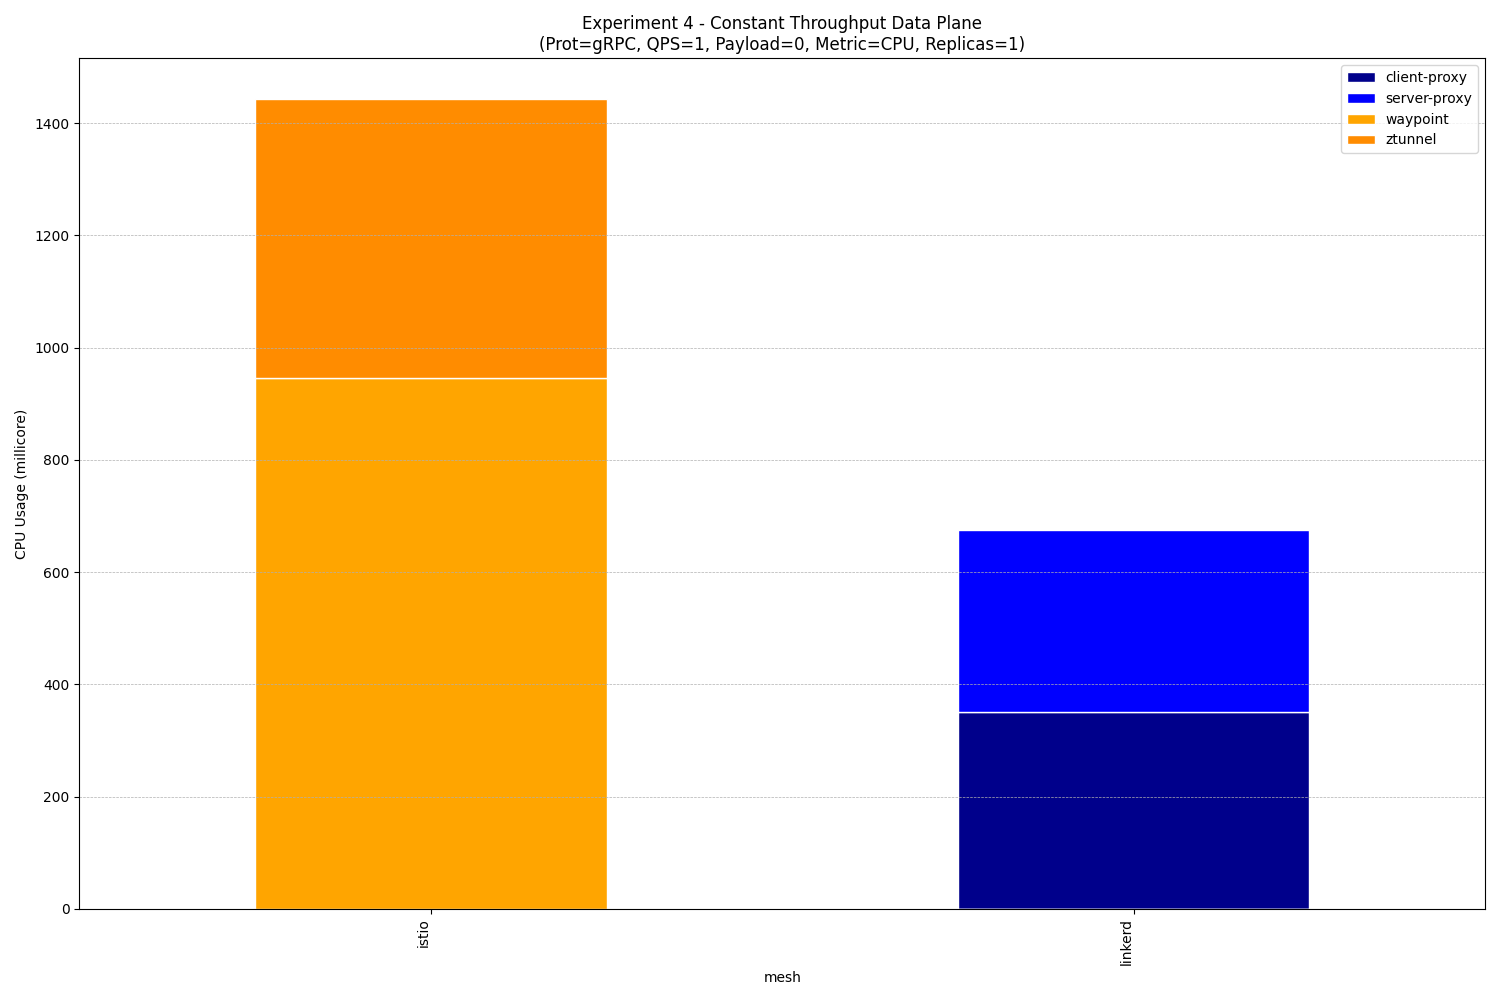 Experiment 4 - Constant Throughput Data Plane
(Prot=gRPC, QPS=1, Payload=0, Metric=CPU, Replicas=1)
client-proxy
server-proxy
waypoint
ztunnel
CPU Usage (millicore)
1400
1200
1000
800
600
400
200
0
istio
linkerd
mesh